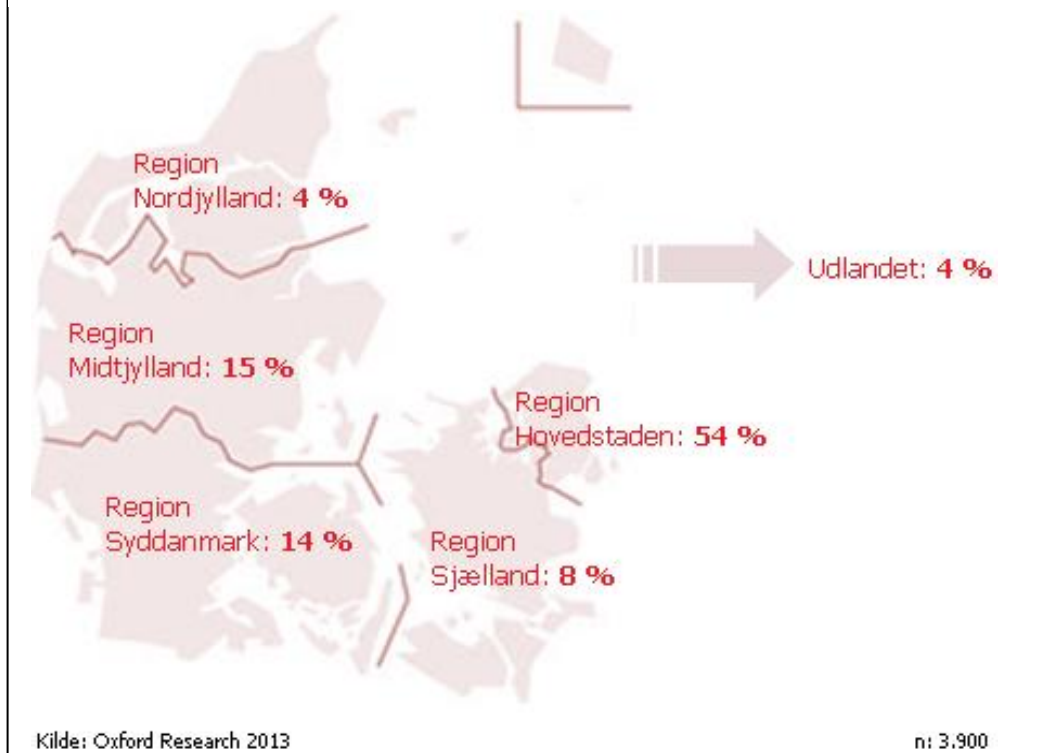 Region
Nordjylland: 4 %
Udlandet: 4 %
Region
Midtjylland: 15 %
Region
Hovedstaden: 54 %
Region
Syddanmark: 14 %
Region
Sjælland: 8 %
Kilde: Oxford Research 2013
n: 3.900